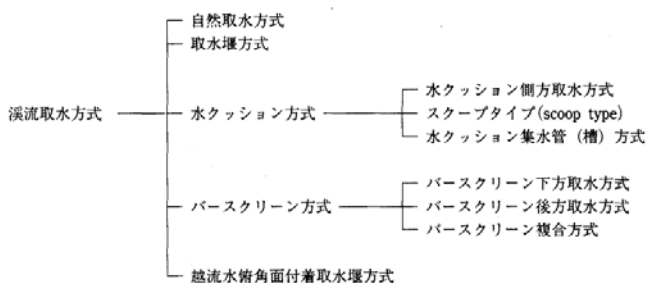 自然取水方式
取水堰方式
水クッション側方取水方式
溪流取水方式
水クッション方式
スクープタイプ(scoop type)
水クッション集水管（槽）方式
バースクリーン下方取水方式
バースクリーン方式
バースクリーン後方取水方式
バースクリーン複合方式
越流水俯角面付着取水堰方式